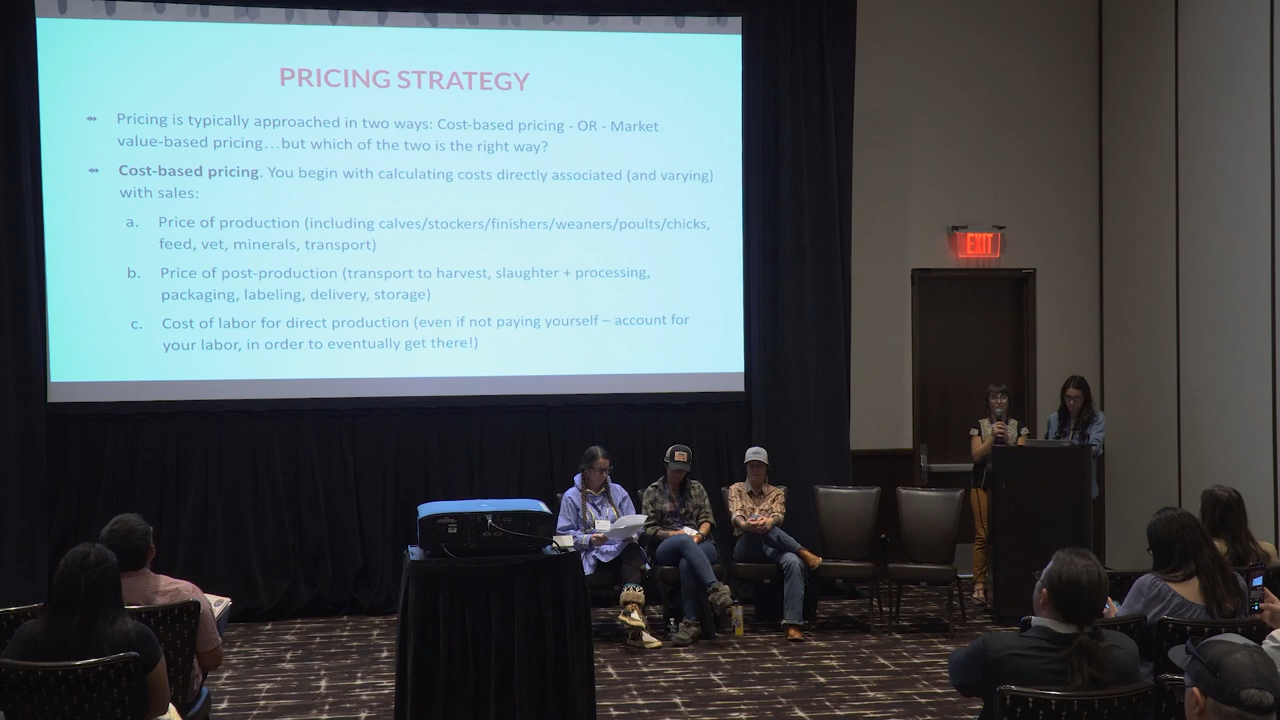 PRICING STRATEGY
Pricing is typically approached in two ways: Cost-based pricing - OR - Market
value-based pricing...but which of the two is the right way?
Cost-based pricing. You begin with calculating costs directly associated (and varying)
with sales:
a. Price of production (including calves/stockers/finishers/weaners/poults/chicks,
feed, vet, minerals, transport)
b. Price of post-production (transport to harvest, slaughter + processing,
packaging, labeling, delivery, storage)
c. Cost of labor for direct production (even if not paying yourself – account for
your labor, in order to eventually get there!)
EXIT